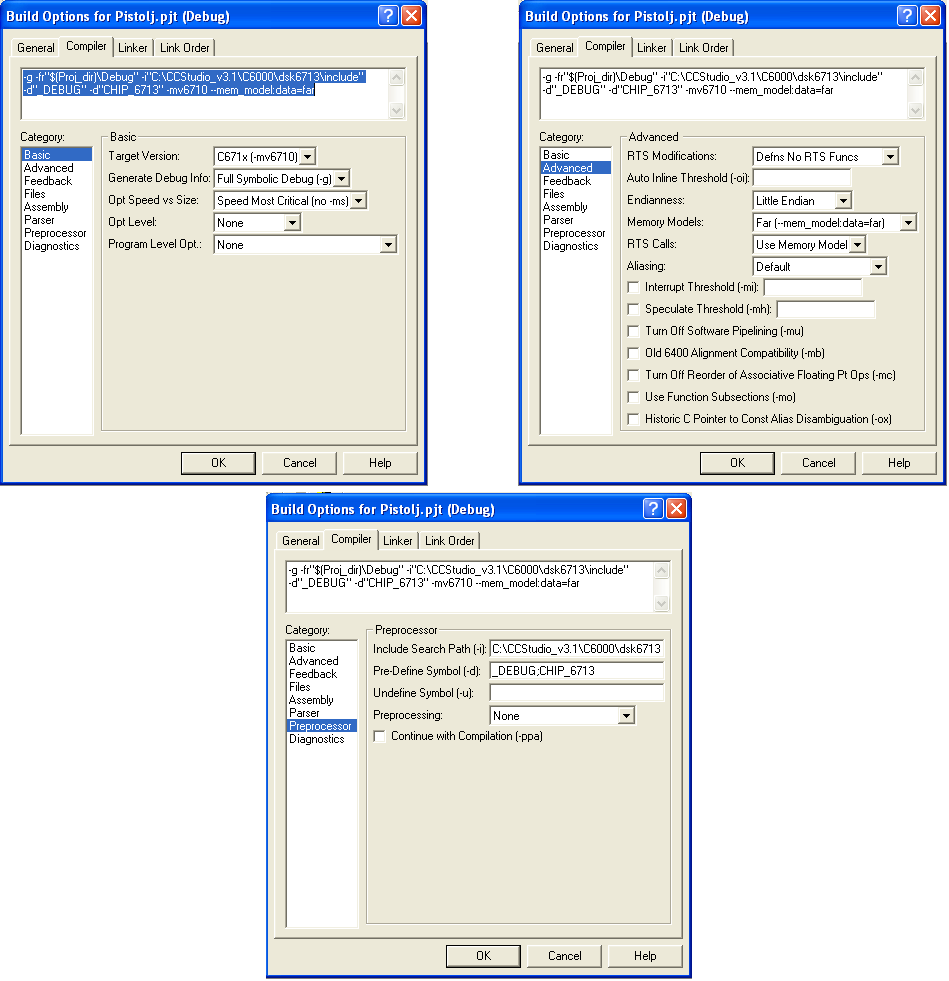 Build Options for Pistolj.pjt (Debug)
General Compiler Linker Link Order
-g -fr"$(Proj_dir)\Debug" -i"C:\CCStudio_v3.1\C6000\dsk6713\include"
-d"_DEBUG" -d"CHIP_6713" -mv6710 --mem_model:data=far
Category:
Basic
Advanced
Feedback
Files
Assembly
Parser
Preprocessor
Diagnostics
Basic
Target Version: C671x (-mv6710)
Generate Debug Info: Full Symbolic Debug (-g)
Opt Speed vs Size: Speed Most Critical (no -ms)
Opt Level: None
Program Level Opt.: None
OK Cancel Help
Build Options for Pistolj.pjt (Debug)
General Compiler Linker Link Order
-g -fr"$(Proj_dir)\Debug" -i"C:\CCStudio_v3.1\C6000\dsk6713\include"
-d"_DEBUG" -d"CHIP_6713" -mv6710 --mem_model:data=far
Category:
Basic
Advanced
Feedback
Files
Assembly
Parser
Preprocessor
Diagnostics
Advanced
RTS Modifications: Defns No RTS Funcs
Auto Inline Threshold (-oi):
Endianness: Little Endian
Memory Models: Far (--mem_model:data=far)
RTS Calls: Use Memory Model
Aliasing: Default
Interrupt Threshold (-mi):
Speculate Threshold (-mh):
Turn Off Software Pipelining (-mu)
Old 6400 Alignment Compatibility (-mb)
Turn Off Reorder of Associative Floating Pt Ops (-mc)
Use Function Subsections (-mo)
Historic C Pointer to Const Alias Disambiguation (-ox)
OK Cancel Help
Build Options for Pistolj.pjt (Debug)
General Compiler Linker Link Order
-g -fr"$(Proj_dir)\Debug" -i"C:\CCStudio_v3.1\C6000\dsk6713\include"
-d"_DEBUG" -d"CHIP_6713" -mv6710 --mem_model:data=far
Category:
Basic
Advanced
Feedback
Files
Assembly
Parser
Preprocessor
Diagnostics
Preprocessor
Include Search Path (-i): C:\CCStudio_v3.1\C6000\dsk6713
Pre-Define Symbol (-d): _DEBUG;CHIP_6713
Undefine Symbol (-u):
Preprocessing: None
Continue with Compilation (-ppa)
OK Cancel Help